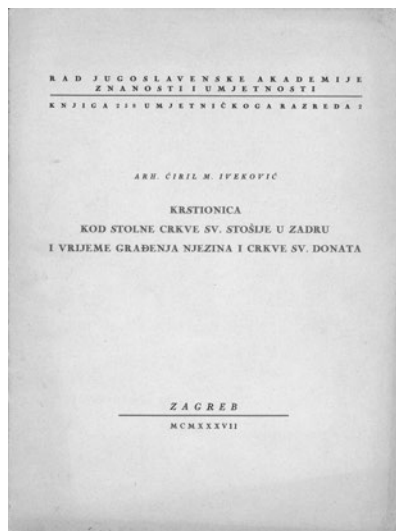 RAD JUGOSLAVENSKE AKADEMIJE
ZNANOSTI I UMJETNOSTI
KNJIGA 258 UMJETNIČKOGA RAZREDA 2
ARH. ĆIRIL M. IVEKOVIĆ
KRSTIONICA
KOD STOLNE CRKVE SV. STOŠIJE U ZADRU
I VRIJEME GRAĐENJA NJEZINA I CRKVE SV. DONATA
ZAGREB
MCMXXXVII